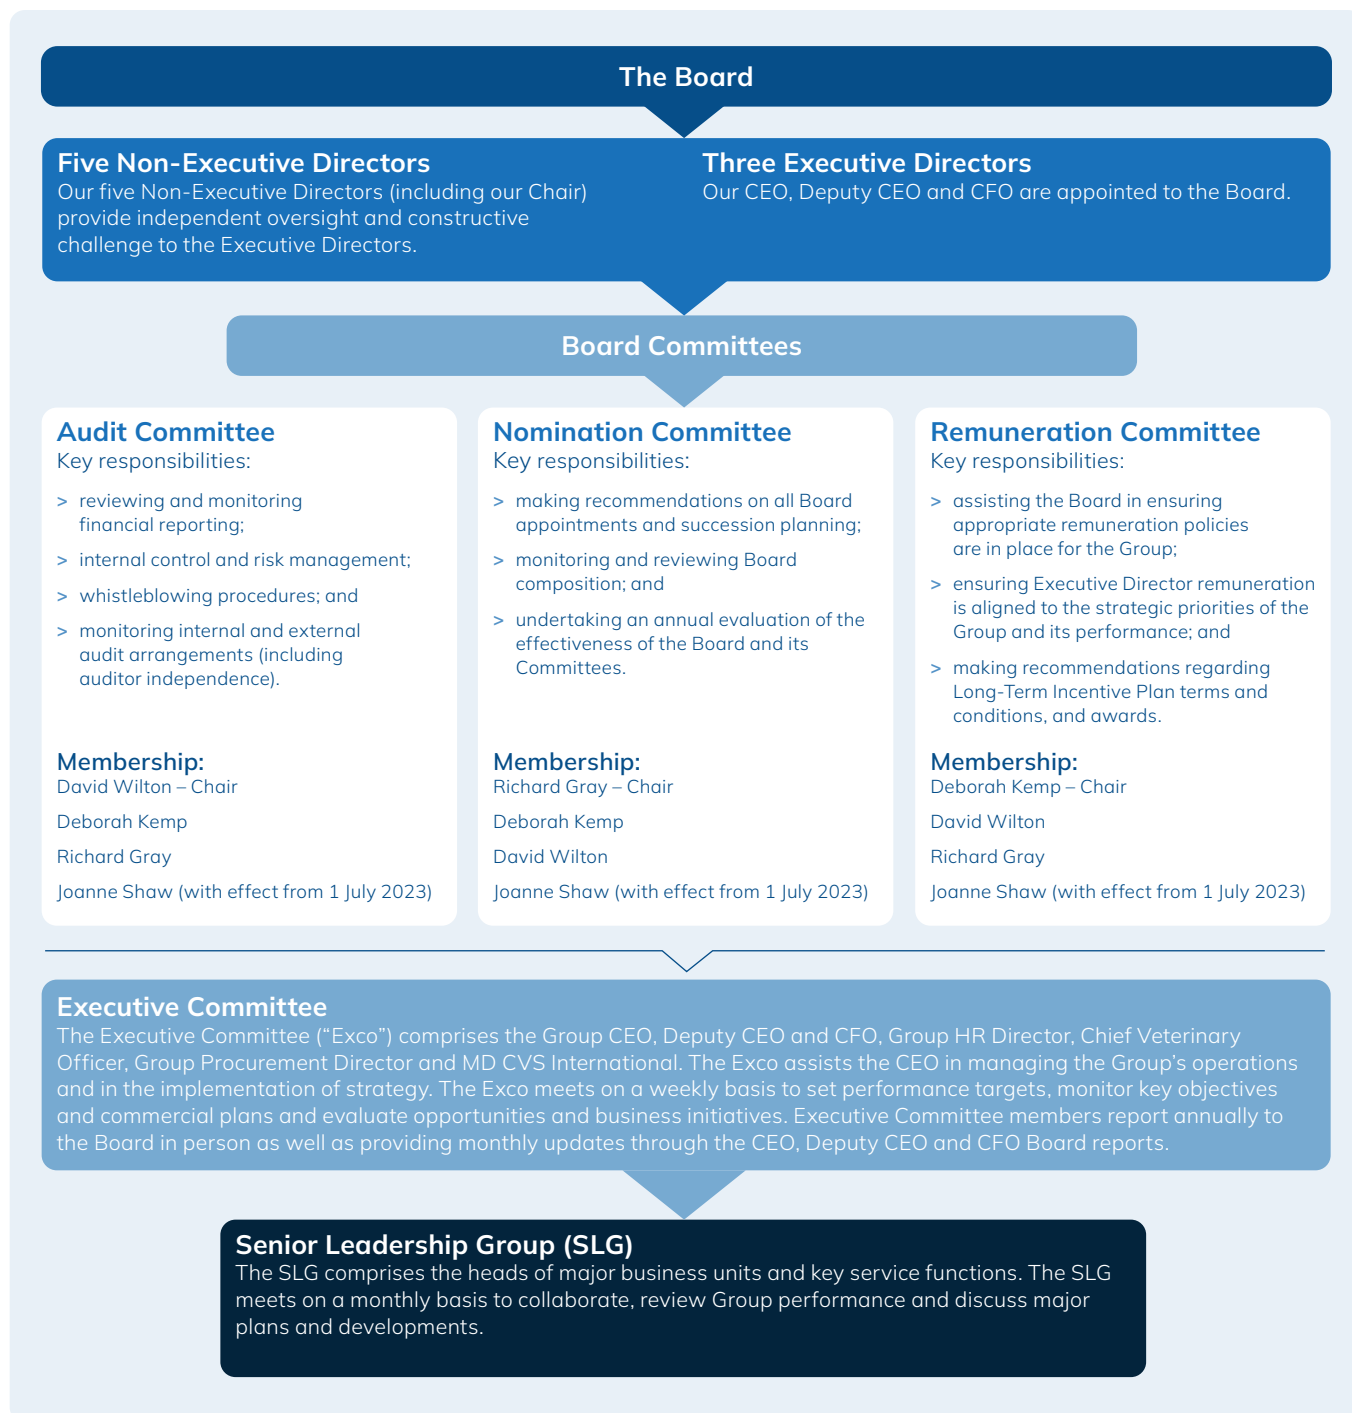 The Board
Five Non-Executive Directors
Our five Non-Executive Directors (including our Chair)
provide independent oversight and constructive
challenge to the Executive Directors.
Three Executive Directors
Our CEO, Deputy CEO and CFO are appointed to the Board.
Board Committees
Audit Committee
Key responsibilities:
> reviewing and monitoring
financial reporting;
> internal control and risk management;
> whistleblowing procedures; and
> monitoring internal and external
audit arrangements (including
auditor independence).
Membership:
David Wilton – Chair
Deborah Kemp
Richard Gray
Joanne Shaw (with effect from 1 July 2023)
Nomination Committee
Key responsibilities:
> making recommendations on all Board
appointments and succession planning;
> monitoring and reviewing Board
composition; and
> undertaking an annual evaluation of the
effectiveness of the Board and its
Committees.
Membership:
Richard Gray – Chair
Deborah Kemp
David Wilton
Joanne Shaw (with effect from 1 July 2023)
Remuneration Committee
Key responsibilities:
> assisting the Board in ensuring
appropriate remuneration policies
are in place for the Group;
> ensuring Executive Director remuneration
is aligned to the strategic priorities of the
Group and its performance; and
> making recommendations regarding
Long-Term Incentive Plan terms and
conditions, and awards.
Membership:
Deborah Kemp – Chair
David Wilton
Richard Gray
Joanne Shaw (with effect from 1 July 2023)
Executive Committee
The Executive Committee (“Exco”) comprises the Group CEO, Deputy CEO and CFO, Group HR Director, Chief Veterinary
Officer, Group Procurement Director and MD CVS International. The Exco assists the CEO in managing the Group’s operations
and in the implementation of strategy. The Exco meets on a weekly basis to set performance targets, monitor key objectives
and commercial plans and evaluate opportunities and business initiatives. Executive Committee members report annually to
the Board in person as well as providing monthly updates through the CEO, Deputy CEO and CFO Board reports.
Senior Leadership Group (SLG)
The SLG comprises the heads of major business units and key service functions. The SLG
meets on a monthly basis to collaborate, review Group performance and discuss major
plans and developments.